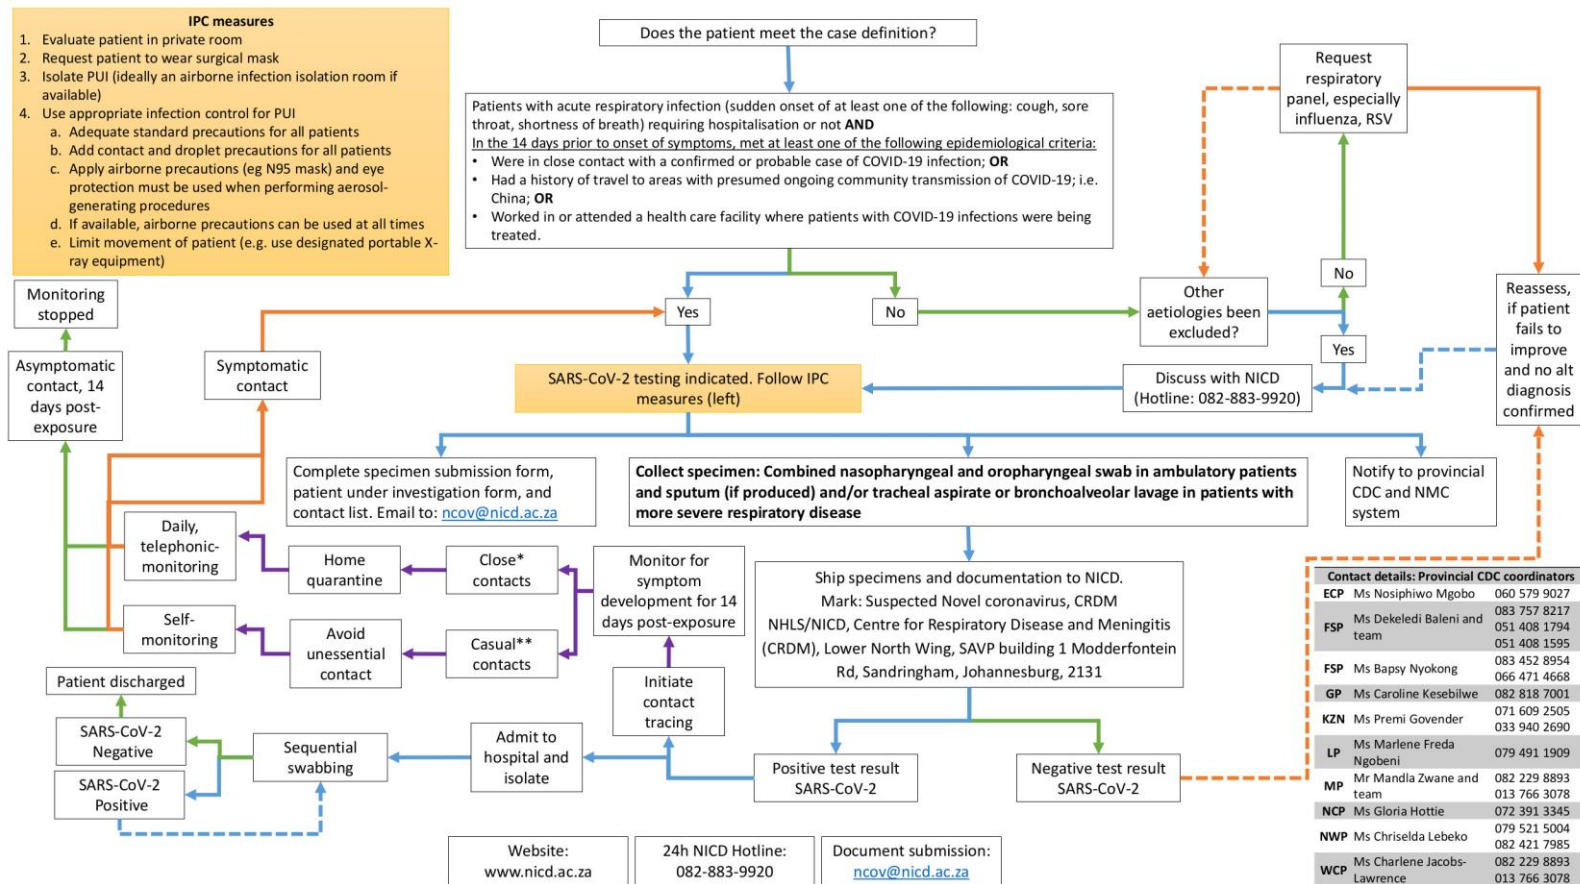 IPC measures
1. Evaluate patient in private room
2. Request patient to wear surgical mask
3. Isolate PUI (ideally an airborne infection isolation room if
available)
4. Use appropriate infection control for PUI
a. Adequate standard precautions for all patients
b. Add contact and droplet precautions for all patients
c. Apply airborne precautions (eg N95 mask) and eye
protection must be used when performing aerosol-
generating procedures
d. If available, airborne precautions can be used at all times
e. Limit movement of patient (e.g. use designated portable X-
ray equipment)
Does the patient meet the case definition?
Patients with acute respiratory infection (sudden onset of at least one of the following: cough, sore
throat, shortness of breath) requiring hospitalisation or not AND
In the 14 days prior to onset of symptoms, met at least one of the following epidemiological criteria:
• Were in close contact with a confirmed or probable case of COVID-19 infection; OR
• Had a history of travel to areas with presumed ongoing community transmission of COVID-19; i.e.
China; OR
• Worked in or attended a health care facility where patients with COVID-19 infections were being
treated.
Request
respiratory
panel, especially
influenza, RSV
No
Yes
No
Other
aetiologies been
excluded?
Yes
Reassess,
if patient
fails to
improve
and no alt
diagnosis
confirmed
Monitoring
stopped
Asymptomatic
contact, 14
days post-
exposure
Symptomatic
contact
SARS-CoV-2 testing indicated. Follow IPC
measures (left)
Discuss with NICD
(Hotline: 082-883-9920)
Complete specimen submission form,
patient under investigation form, and
contact list. Email to: ncov@nicd.ac.za
Collect specimen: Combined nasopharyngeal and oropharyngeal swab in ambulatory patients
and sputum (if produced) and/or tracheal aspirate or bronchoalveolar lavage in patients with
more severe respiratory disease
Notify to provincial
CDC and NMC
system
Daily,
telephonic-
monitoring
Home
quarantine
Close*
contacts
Monitor for
symptom
development for 14
days post-exposure
Self-
monitoring
Avoid
unessential
contact
Casual**
contacts
Ship specimens and documentation to NICD.
Mark: Suspected Novel coronavirus, CRDM
NHLS/NICD, Centre for Respiratory Disease and Meningitis
(CRDM), Lower North Wing, SAVP building 1 Modderfontein
Rd, Sandringham, Johannesburg, 2131
Patient discharged
SARS-CoV-2
Negative
SARS-CoV-2
Positive
Sequential
swabbing
Admit to
hospital and
isolate
Initiate
contact
tracing
Positive test result
SARS-CoV-2
Negative test result
SARS-CoV-2
Contact details: Provincial CDC coordinators
ECP Ms Nosiphiwo Mgobo 060 579 9027
FSP Ms Dekeledi Baleni and team 083 757 8217
051 408 1794
051 408 1595
FSP Ms Bapsy Nyokong 083 452 8954
066 471 4668
GP Ms Caroline Kesebilwe 082 818 7001
KZN Ms Premi Govender 071 609 2505
033 940 2690
LP Ms Marlene Freda Ngobeni 079 491 1909
MP Mr Mandla Zwane and team 082 229 8893
013 766 3078
NCP Ms Gloria Hottie 072 391 3345
NWP Ms Chriselda Lebeko 079 521 5004
082 421 7985
WCP Ms Charlene Jacobs-Lawrence 082 229 8893
013 766 3078
Website:
www.nicd.ac.za
24h NICD Hotline:
082-883-9920
Document submission:
ncov@nicd.ac.za